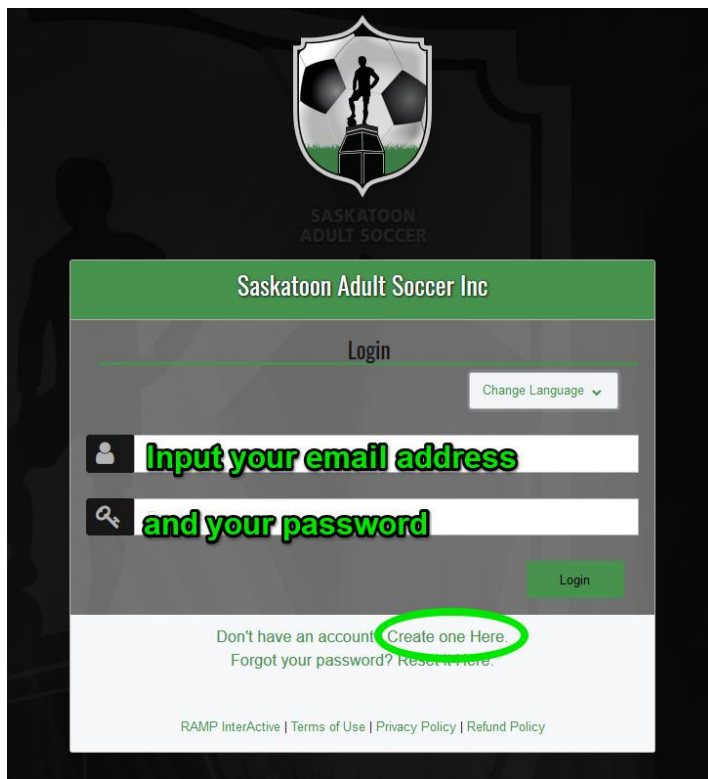 SASKATOON
ADULT SOCCER
Saskatoon Adult Soccer Inc
Login
Change Language
Input your email address
and your password
Login
Don't have an account? Create one Here.
Forgot your password? Reset it Here.
RAMP InterActive | Terms of Use | Privacy Policy | Refund Policy